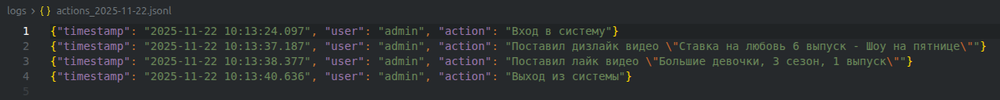 logs > {} actions_2025-11-22.jsonl
1 {"timestamp": "2025-11-22 10:13:24.097", "user": "admin", "action": "Вход в систему"}
2 {"timestamp": "2025-11-22 10:13:37.187", "user": "admin", "action": "Поставил дизлайк видео \"Ставка на любовь 6 выпуск - Шоу на пятнице\""}
3 {"timestamp": "2025-11-22 10:13:38.377", "user": "admin", "action": "Поставил лайк видео \"Большие девочки, 3 сезон, 1 выпуск\""}
4 {"timestamp": "2025-11-22 10:13:40.636", "user": "admin", "action": "Выход из системы"}
5